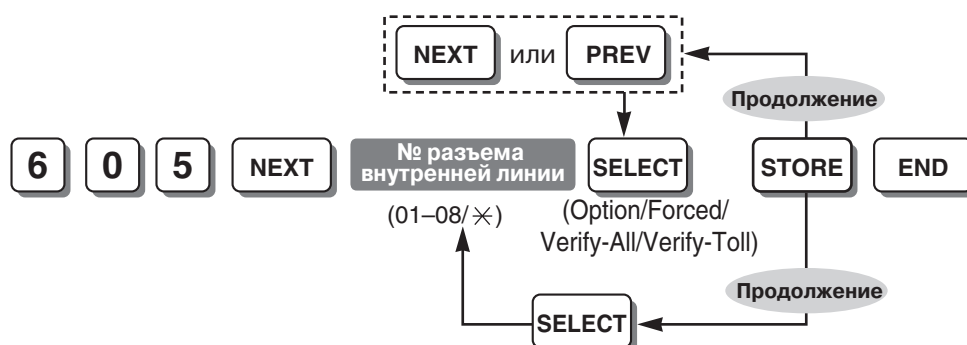 NEXT или PREV
Продолжение
6 0 5 NEXT № разъема внутренней линии SELECT STORE END
(01–08/✳)
(Option/Forced/
Verify-All/Verify-Toll)
Продолжение
SELECT